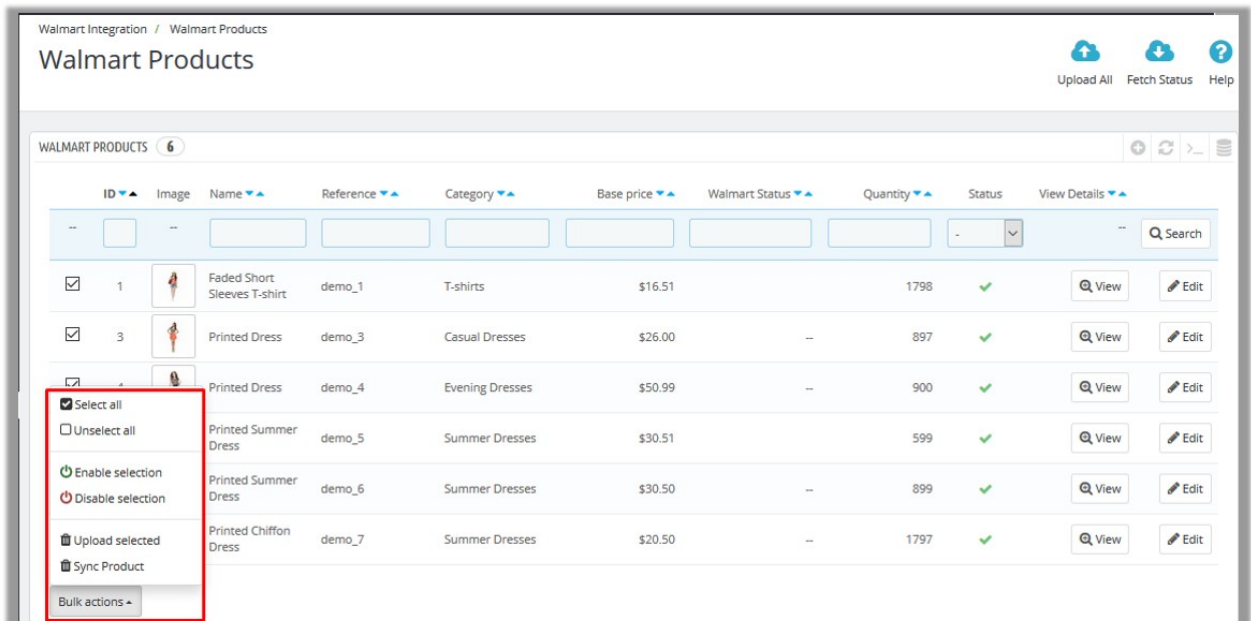 Walmart Integration / Walmart Products
Walmart Products
Upload All Fetch Status Help
WALMART PRODUCTS 6
ID Image Name Reference Category Base price Walmart Status Quantity Status View Details
-- -- - -- Search
1 Faded Short Sleeves T-shirt demo_1 T-shirts $16.51 1798 View Edit
3 Printed Dress demo_3 Casual Dresses $26.00 -- 897 View Edit
Printed Dress demo_4 Evening Dresses $50.99 -- 900 View Edit
Printed Summer Dress demo_5 Summer Dresses $30.51 599 View Edit
Printed Summer Dress demo_6 Summer Dresses $30.50 -- 899 View Edit
Printed Chiffon Dress demo_7 Summer Dresses $20.50 -- 1797 View Edit
Select all
Unselect all
Enable selection
Disable selection
Upload selected
Sync Product
Bulk actions